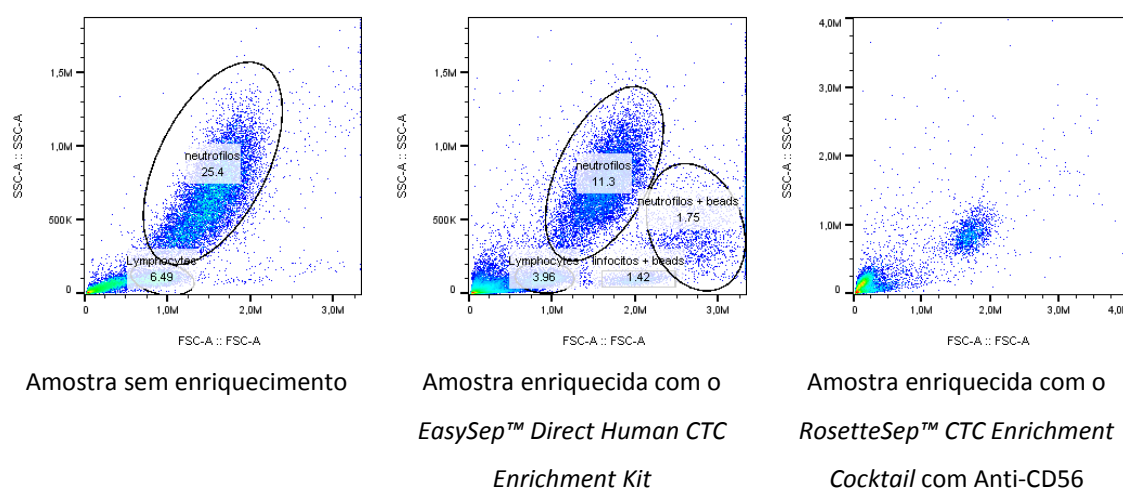 1,5M
1,0M
500K
0
SSC-A :: SSC-A
neutrofilos
25.4
Lymphocytes
6.49
0
1,0M
2,0M
3,0M
FSC-A :: FSC-A
1,5M
1,0M
500K
0
SSC-A :: SSC-A
neutrofilos
11.3
neutrofilos + beads
1.75
Lymphocytes
3.96
linfocitos + beads
1.42
0
1,0M
2,0M
3,0M
FSC-A :: FSC-A
4,0M
3,0M
2,0M
1,0M
0
SSC-A :: SSC-A
0
1,0M
2,0M
3,0M
4,0M
FSC-A :: FSC-A
Amostra sem enriquecimento
Amostra enriquecida com o
EasySep™ Direct Human CTC
Enrichment Kit
Amostra enriquecida com o
RosetteSep™ CTC Enrichment
Cocktail com Anti-CD56